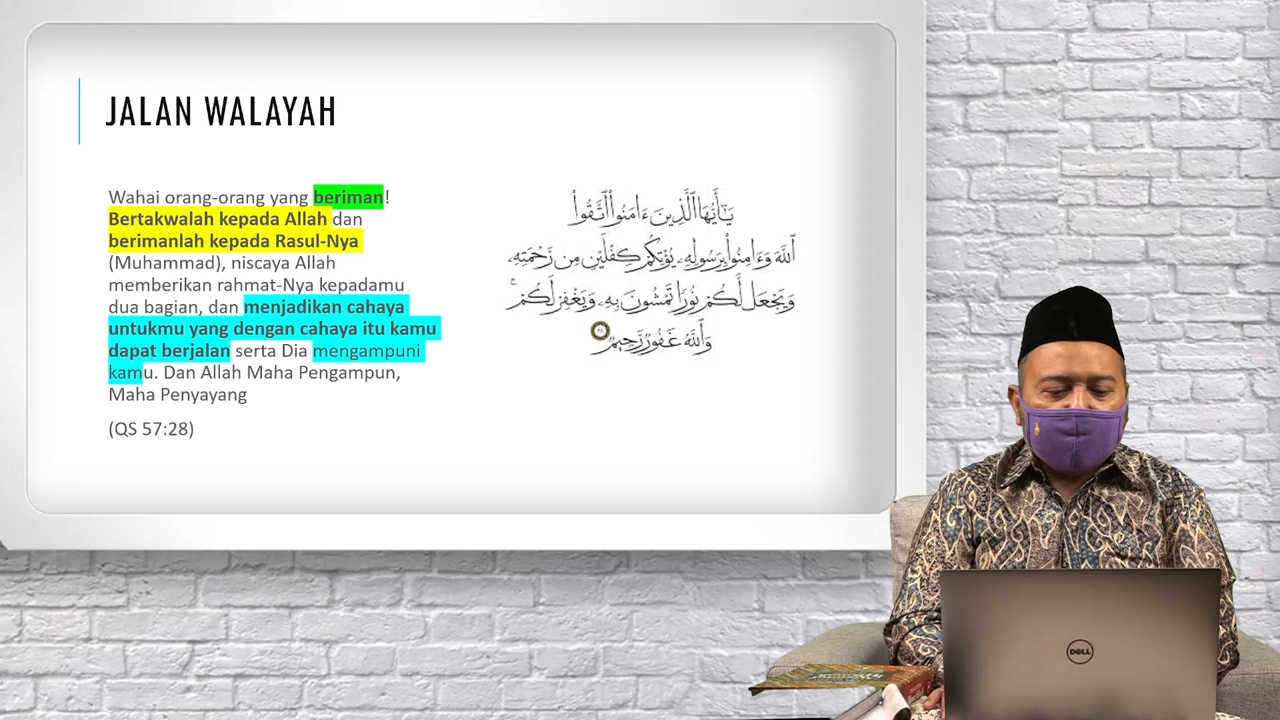 JALAN WALAYAH
Wahai orang-orang yang beriman!
Bertakwalah kepada Allah dan
berimanlah kepada Rasul-Nya
(Muhammad), niscaya Allah
memberikan rahmat-Nya kepadamu
dua bagian, dan menjadikan cahaya
untukmu yang dengan cahaya itu kamu
dapat berjalan serta Dia mengampuni
kamu. Dan Allah Maha Pengampun,
Maha Penyayang
(QS 57:28)
يَٰٓأَيُّهَا ٱلَّذِينَ ءَامَنُوا۟ ٱتَّقُوا۟
ٱللَّهَ وَءَامِنُوا۟ بِرَسُولِهِۦ يُؤْتِكُمْ كِفْلَيْنِ مِن رَّحْمَتِهِۦ
وَيَجْعَل لَّكُمْ نُورًا تَمْشُونَ بِهِۦ وَيَغْفِرْ لَكُمْ ۚ
وَٱللَّهُ غَفُورٌ رَّحِيمٌ ٢٨
DELL